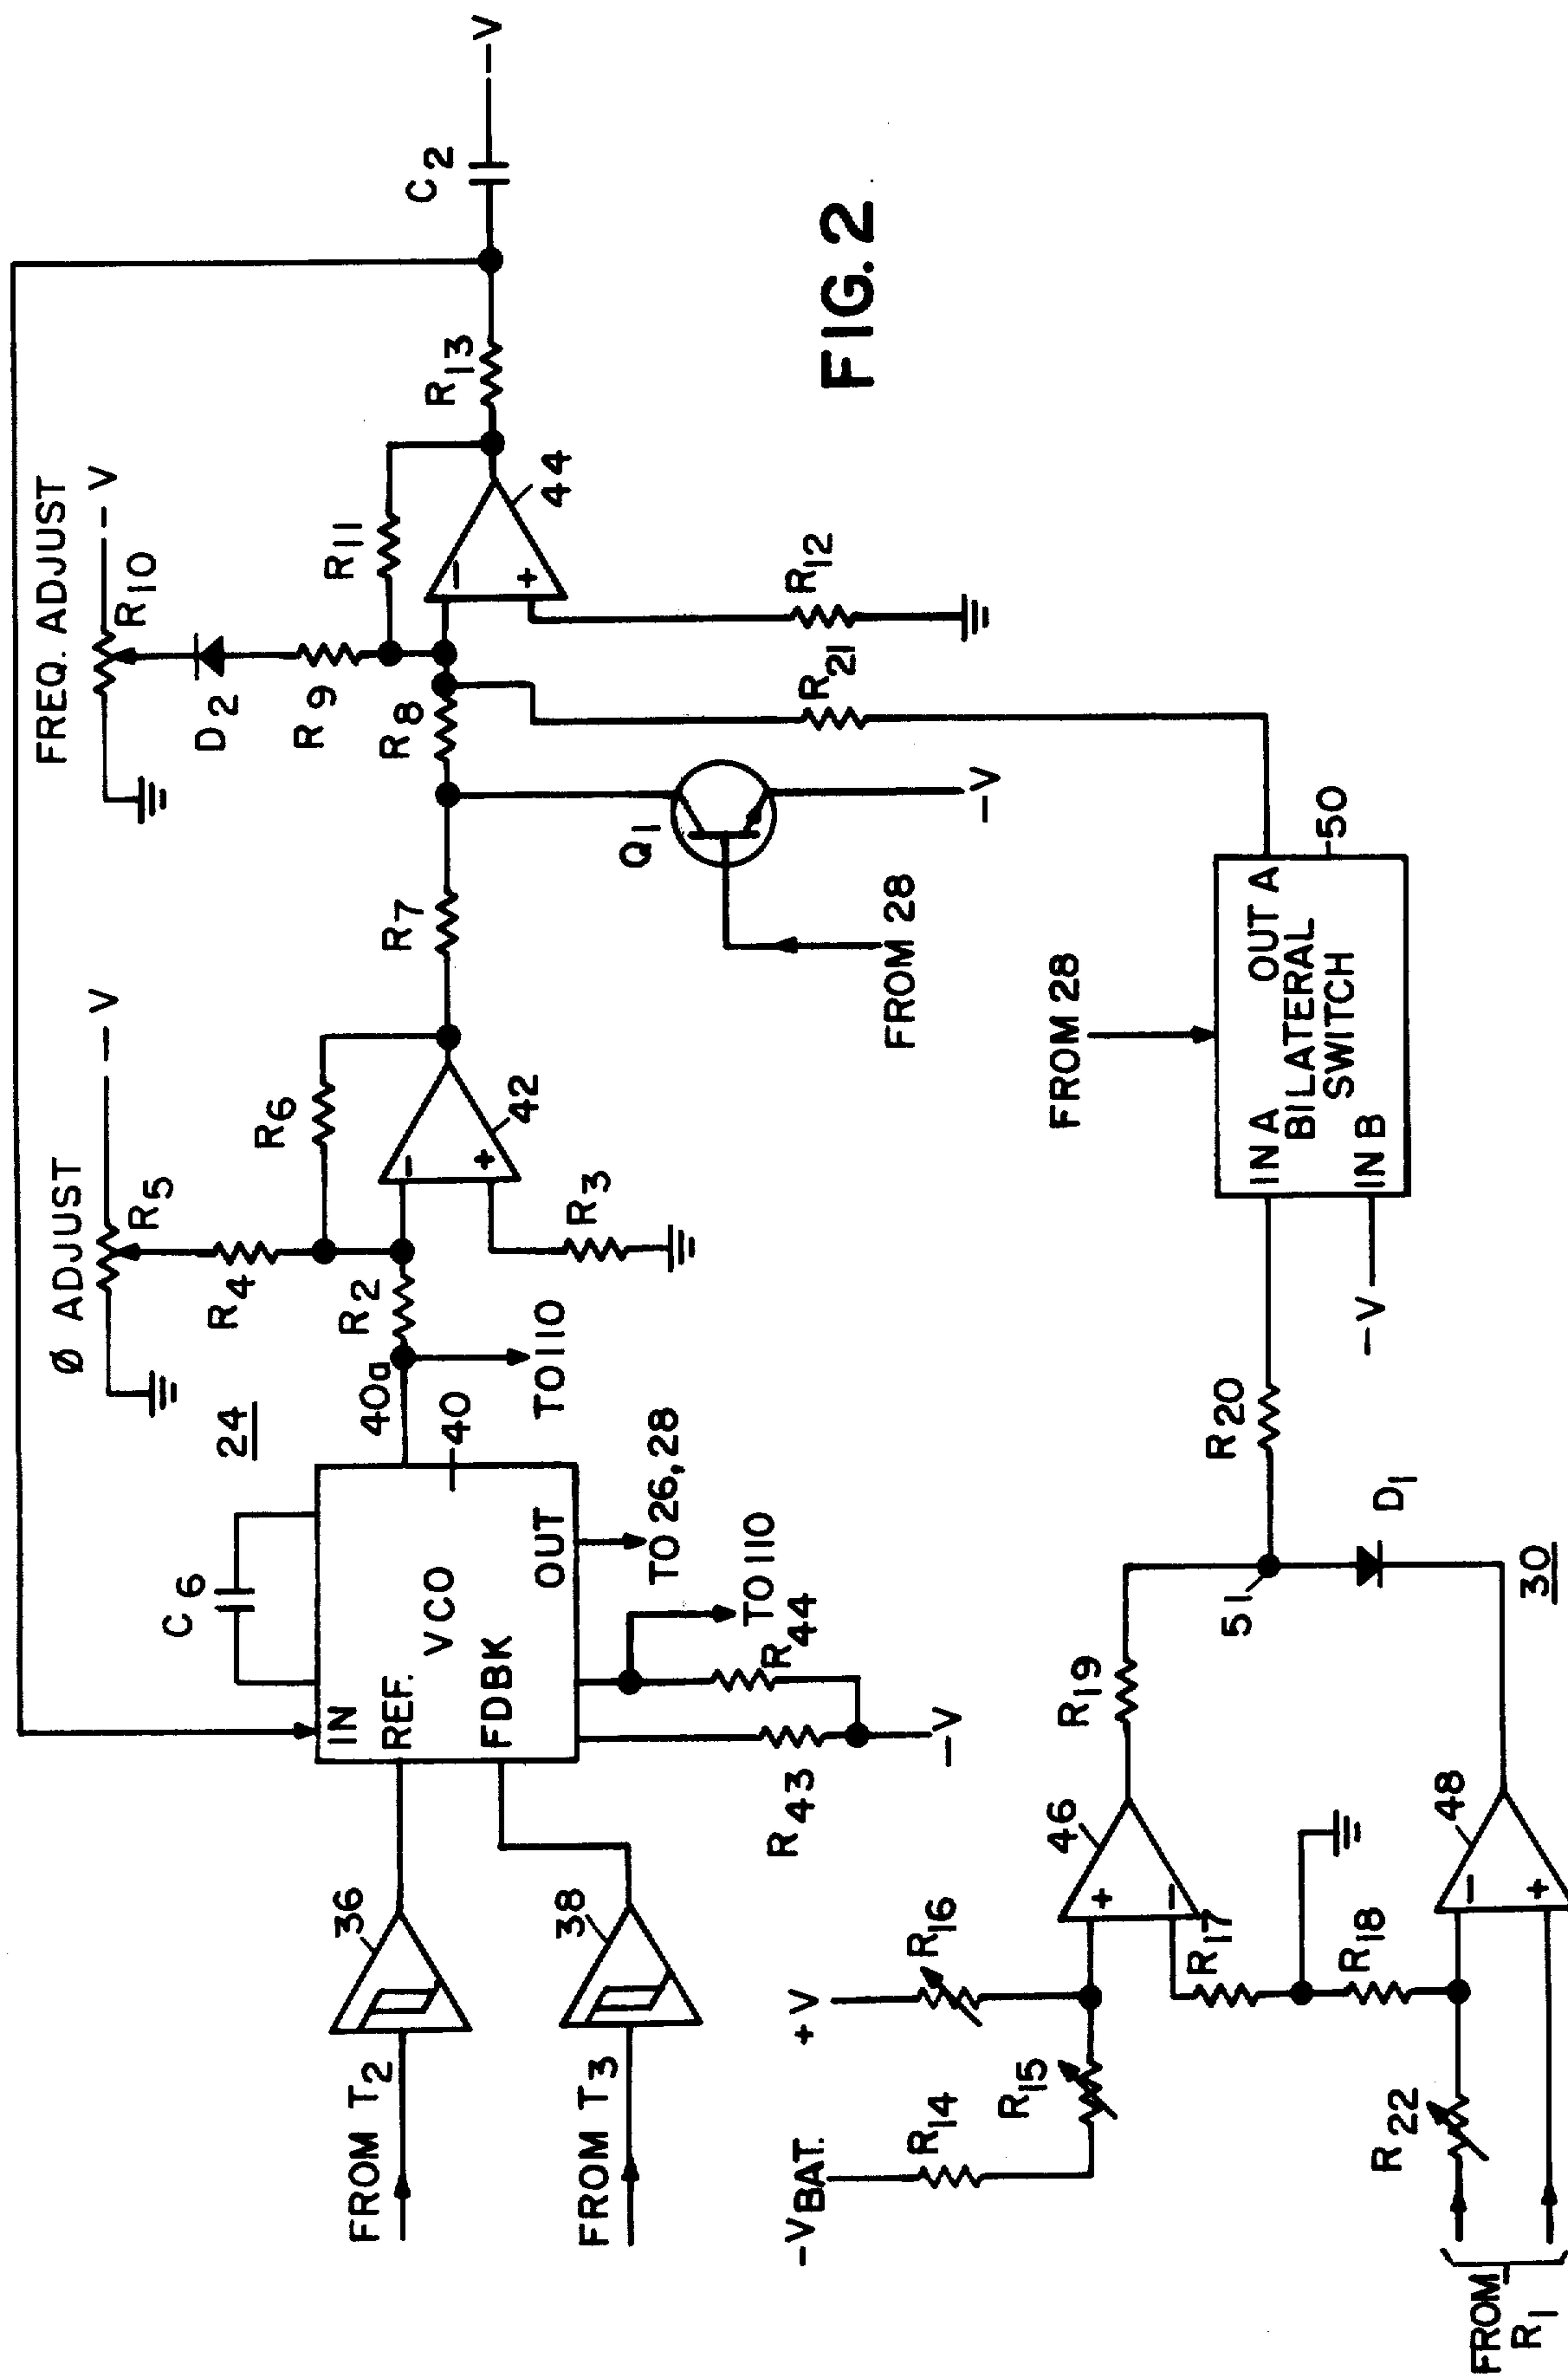 Ø ADJUST
FREQ. ADJUST
-V
-V
R5
R10
24
C6
R4
R6
D2
R9
R11
C2
-V
FROM T2
36
IN
REF.
VCO
FDBK
OUT
40a
40
R2
42
- +
R3
R7
R8
44
- +
R13
TO 110
FROM T3
38
TO 26,28
TO 110
R43
R44
-V
Q1
FROM 28
-V
R21
R12
FIG. 2
-VBAT.
+V
R14
R15
R16
46
+ -
R17
R19
51
R20
FROM 28
IN A
OUT A
BILATERAL
SWITCH
IN B
50
-V
D1
R18
R22
48
- +
30
FROM
R1